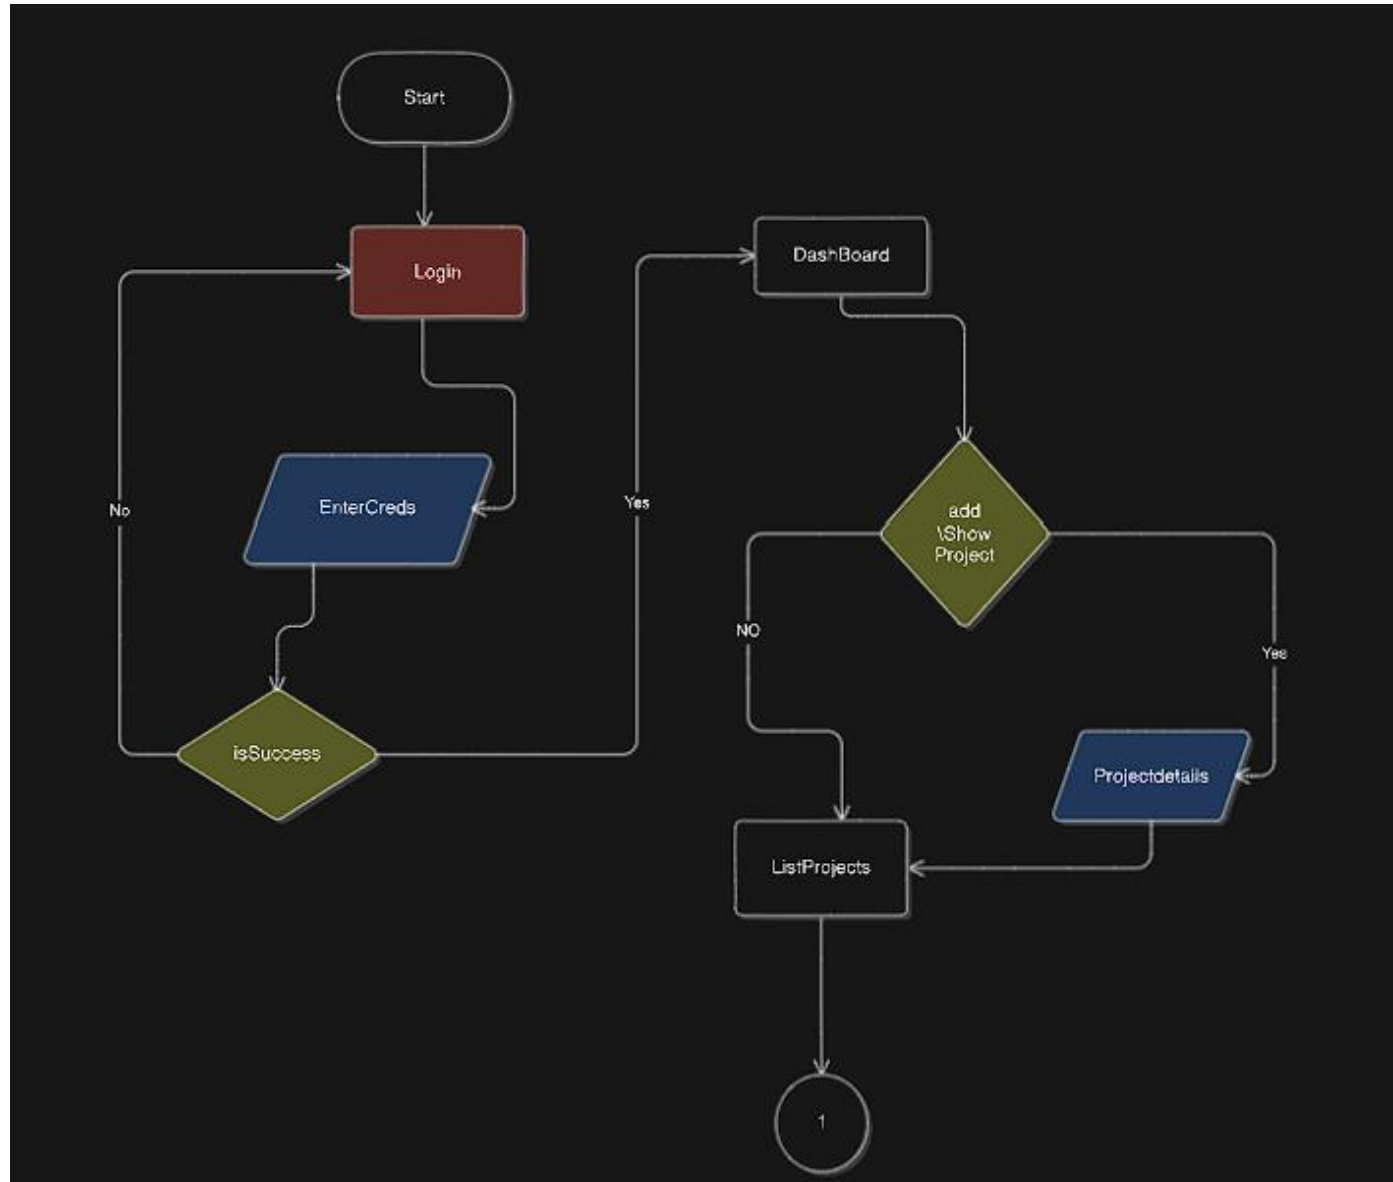 Start
Login
DashBoard
EnterCreds
No
Yes
add
\Show
Project
NO
Yes
isSuccess
Projectdetails
ListProjects
1